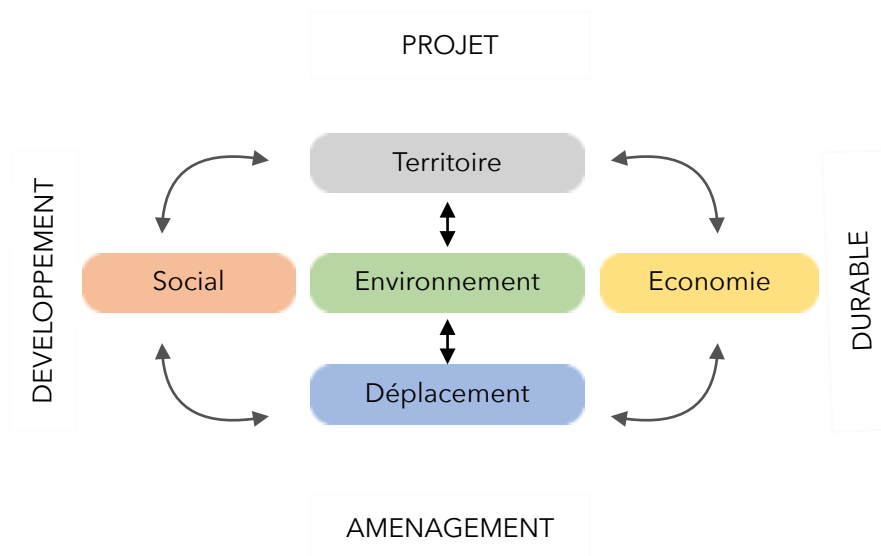 PROJET
Territoire
DEVELOPPEMENT
Social
Environnement
Economie
DURABLE
Déplacement
AMENAGEMENT